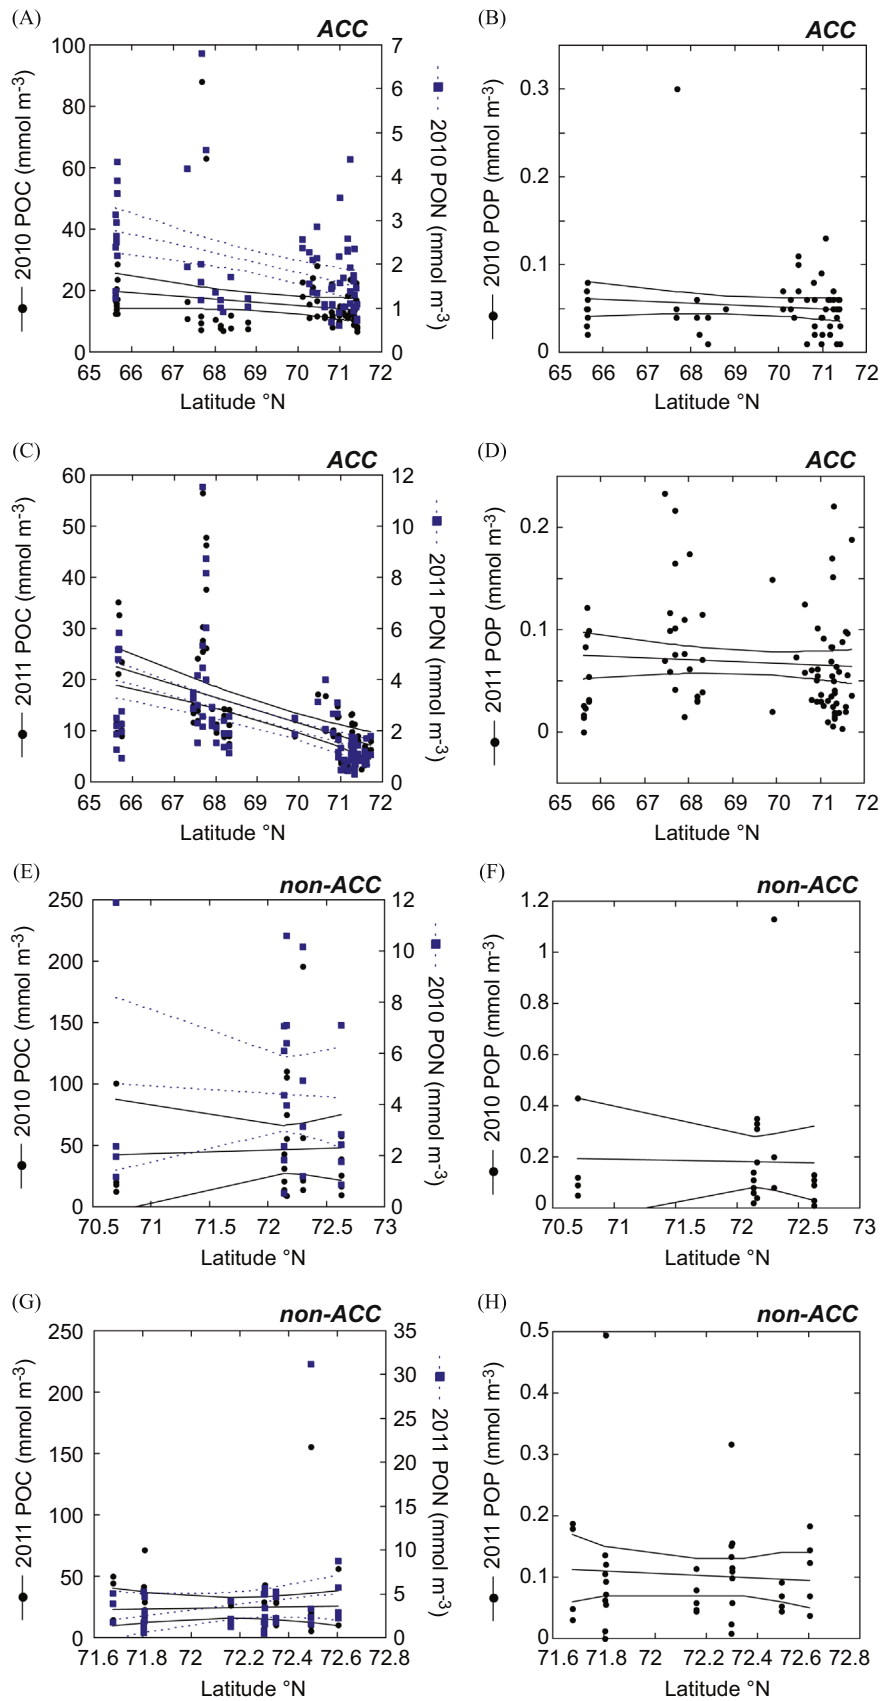 (A)
ACC
2010 POC (mmol m-3)
100
80
60
40
20
0
7
6
5
4
3
2
1
0
2010 PON (mmol m-3)
65 66 67 68 69 70 71 72
Latitude °N
(B)
ACC
2010 POP (mmol m-3)
0.3
0.2
0.1
0
65 66 67 68 69 70 71 72
Latitude °N
(C)
ACC
2011 POC (mmol m-3)
60
50
40
30
20
10
0
12
10
8
6
4
2
0
2011 PON (mmol m-3)
65 66 67 68 69 70 71 72
Latitude °N
(D)
ACC
2011 POP (mmol m-3)
0.2
0.1
0
65 66 67 68 69 70 71 72
Latitude °N
(E)
non-ACC
2010 POC (mmol m-3)
250
200
150
100
50
0
12
10
8
6
4
2
0
2010 PON (mmol m-3)
70.5 71 71.5 72 72.5 73
Latitude °N
(F)
non-ACC
2010 POP (mmol m-3)
1.2
1
0.8
0.6
0.4
0.2
0
70.5 71 71.5 72 72.5 73
Latitude °N
(G)
non-ACC
2011 POC (mmol m-3)
250
200
150
100
50
0
35
30
25
20
15
10
5
0
2011 PON (mmol m-3)
71.6 71.8 72 72.2 72.4 72.6 72.8
Latitude °N
(H)
non-ACC
2011 POP (mmol m-3)
0.5
0.4
0.3
0.2
0.1
0
71.6 71.8 72 72.2 72.4 72.6 72.8
Latitude °N